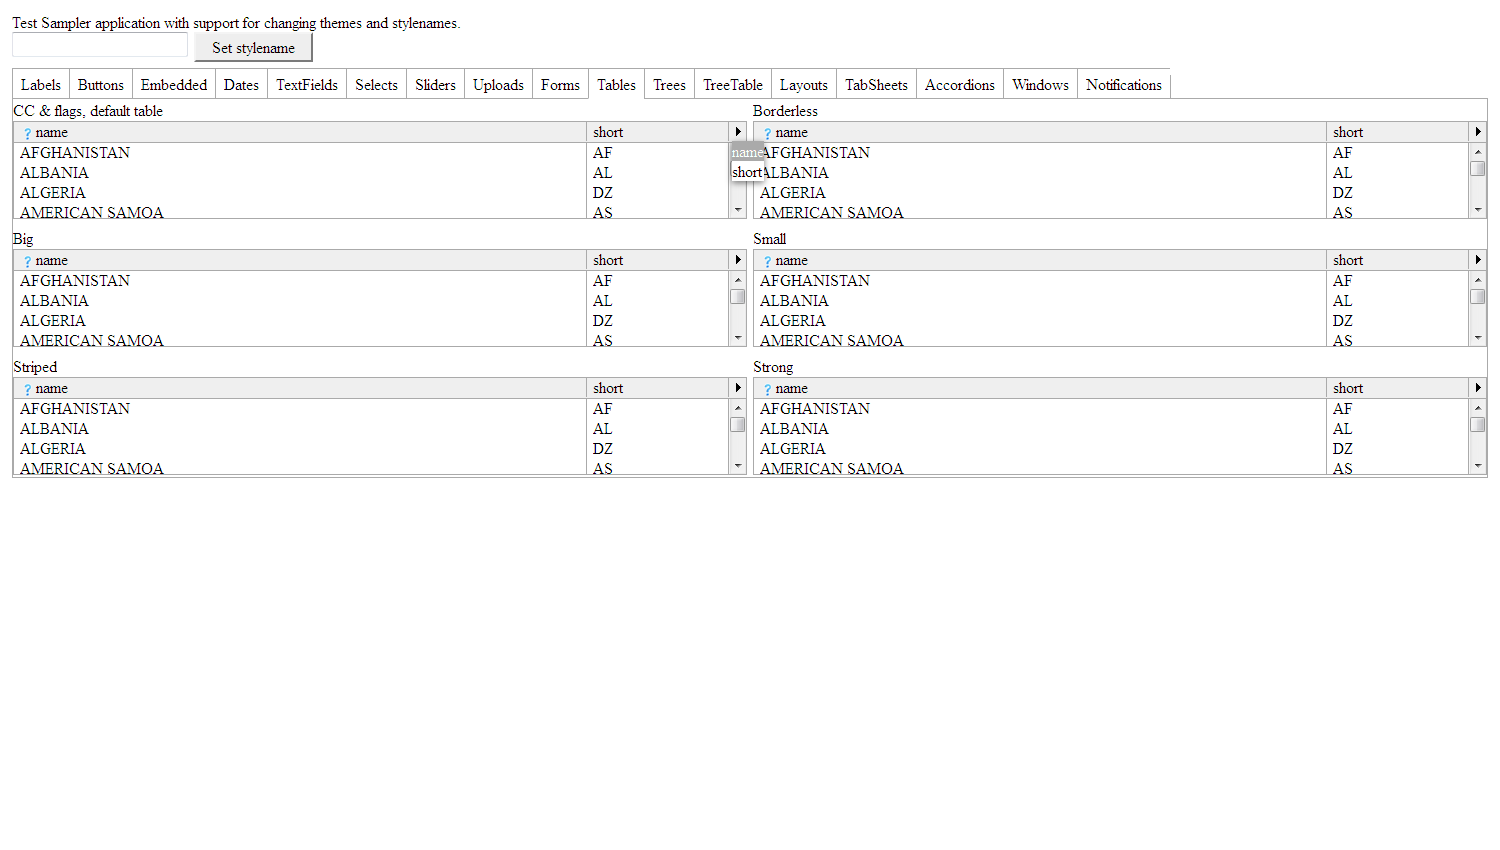 Test Sampler application with support for changing themes and stylenames.
Set stylename
Labels Buttons Embedded Dates TextFields Selects Sliders Uploads Forms Tables Trees TreeTable Layouts TabSheets Accordions Windows Notifications
CC & flags, default table
? name short
AFGHANISTAN AF
ALBANIA AL
ALGERIA DZ
AMERICAN SAMOA AS
name
short
Borderless
? name short
AFGHANISTAN AF
ALBANIA AL
ALGERIA DZ
AMERICAN SAMOA AS
Big
? name short
AFGHANISTAN AF
ALBANIA AL
ALGERIA DZ
AMERICAN SAMOA AS
Small
? name short
AFGHANISTAN AF
ALBANIA AL
ALGERIA DZ
AMERICAN SAMOA AS
Striped
? name short
AFGHANISTAN AF
ALBANIA AL
ALGERIA DZ
AMERICAN SAMOA AS
Strong
? name short
AFGHANISTAN AF
ALBANIA AL
ALGERIA DZ
AMERICAN SAMOA AS